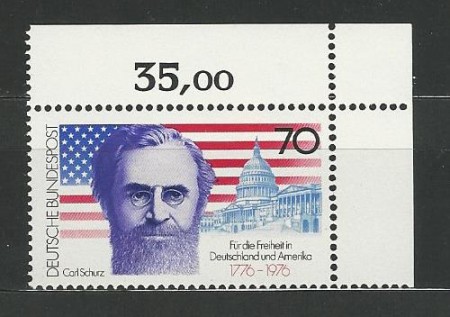 35,00
70
DEUTSCHE BUNDESPOST
Für die Freiheit in
Deutschland und Amerika
1776-1976
Carl Schurz